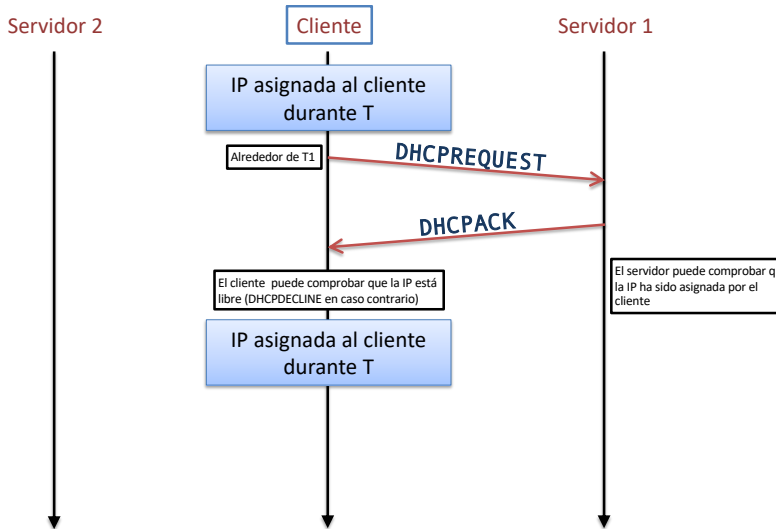 Servidor 2
Cliente
Servidor 1
IP asignada al cliente
durante T
Alrededor de T1
DHCPREQUEST
DHCPACK
El cliente  puede comprobar que la IP está
libre (DHCPDECLINE en caso contrario)
El servidor puede comprobar q
la IP ha sido asignada por el
cliente
IP asignada al cliente
durante T